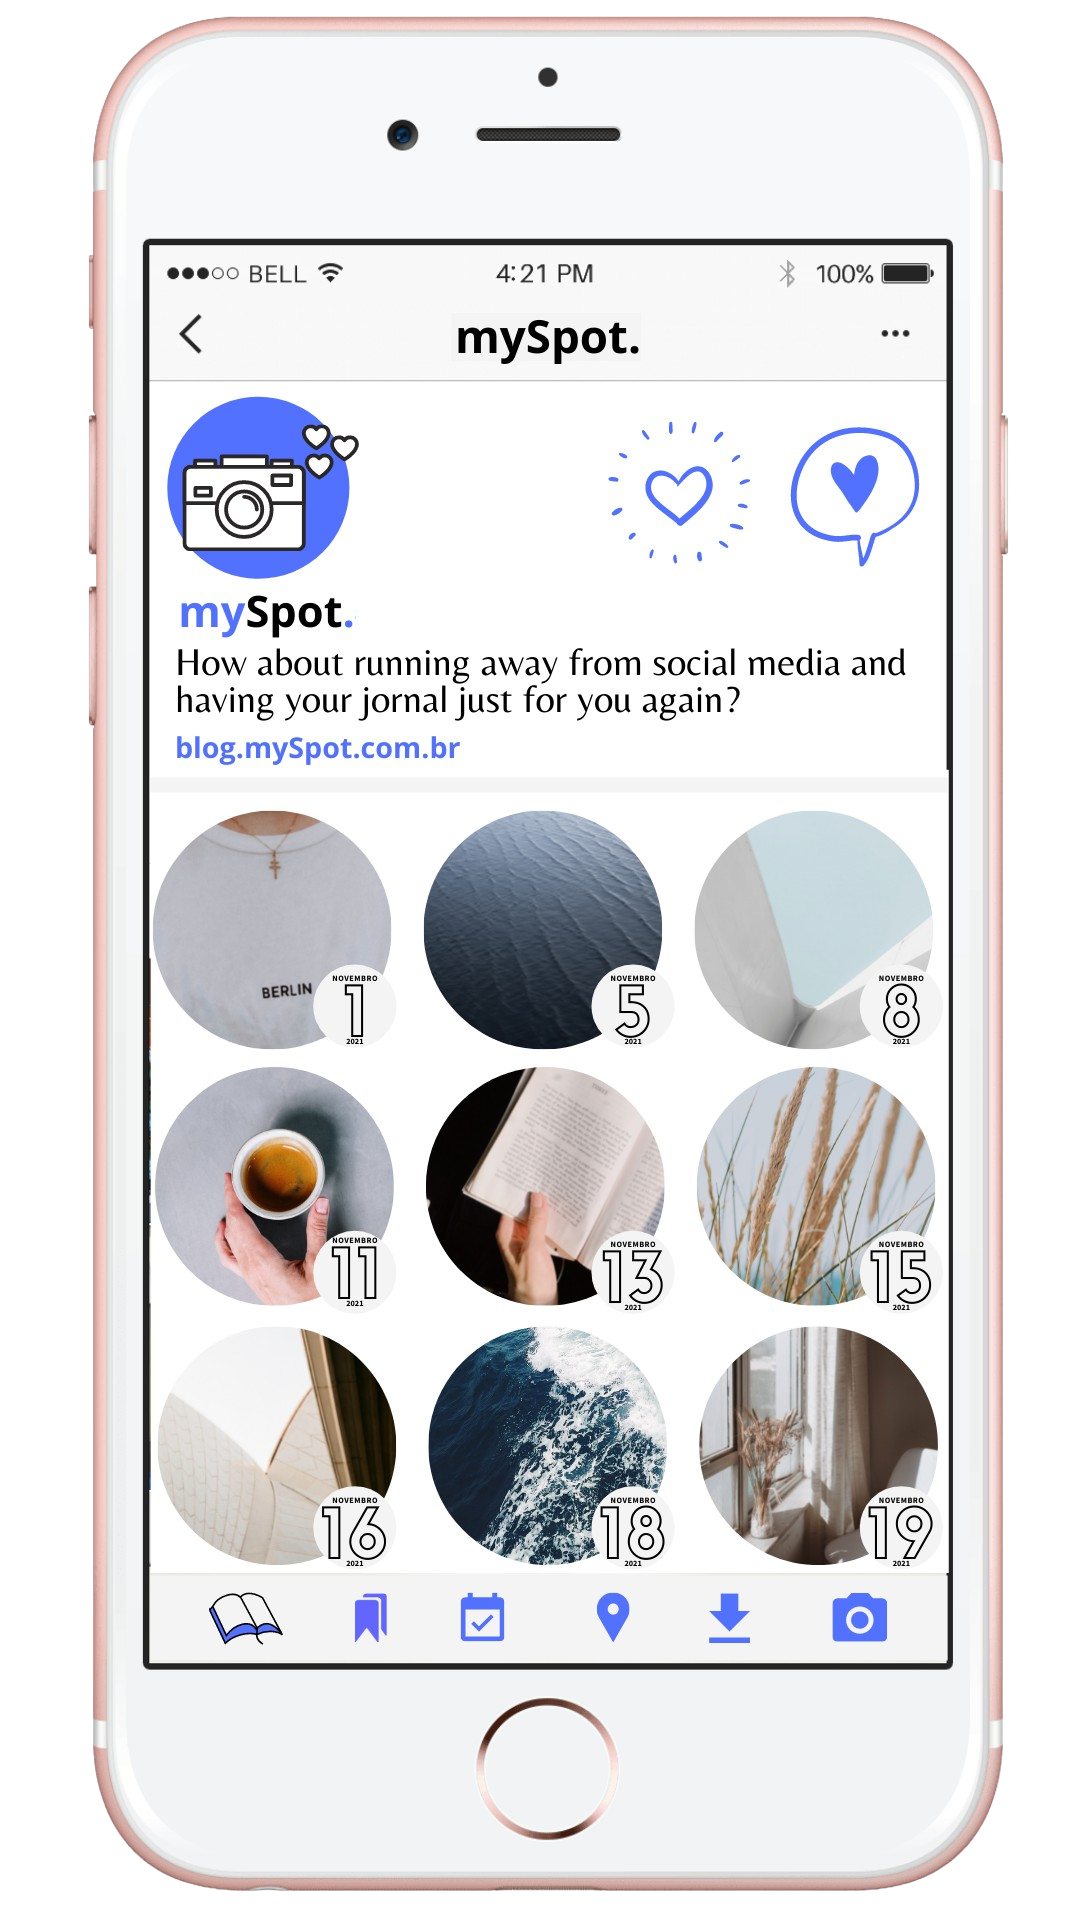 BELL 4:21 PM 100%
mySpot.
mySpot.
How about running away from social media and
having your jornal just for you again?
blog.mySpot.com.br
BERLIN
NOVEMBRO
1
2021
NOVEMBRO
5
2021
NOVEMBRO
8
2021
NOVEMBRO
11
2021
NOVEMBRO
13
2021
NOVEMBRO
15
2021
NOVEMBRO
16
2021
NOVEMBRO
18
2021
NOVEMBRO
19
2021